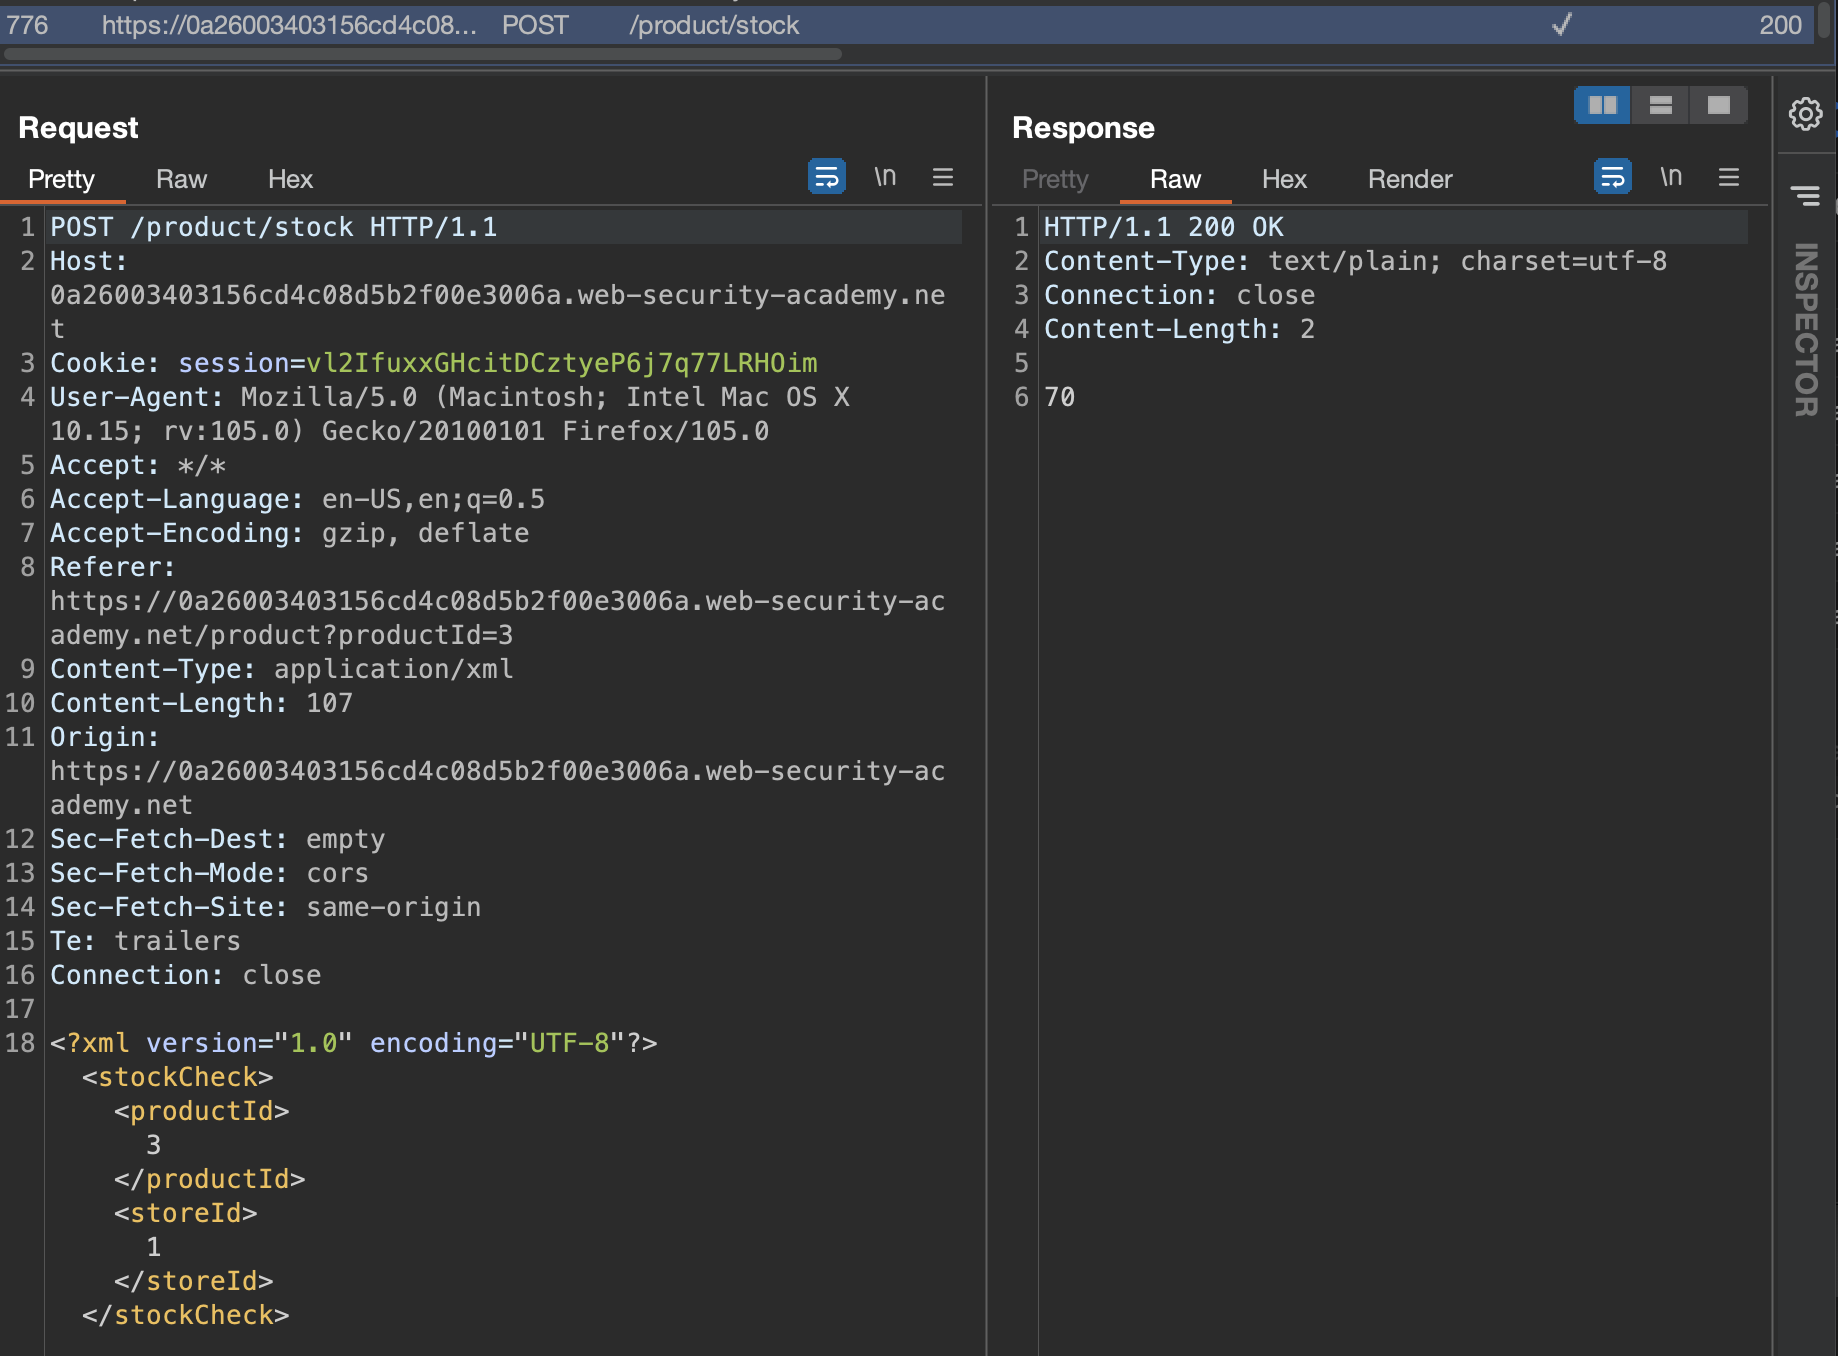 776 https://0a26003403156cd4c08... POST /product/stock 200
Request
Pretty Raw Hex \n
1 POST /product/stock HTTP/1.1
2 Host:
0a26003403156cd4c08d5b2f00e3006a.web-security-academy.ne
t
3 Cookie: session=vl2IfuxxGHcitDCztyeP6j7q77LRHOim
4 User-Agent: Mozilla/5.0 (Macintosh; Intel Mac OS X
10.15; rv:105.0) Gecko/20100101 Firefox/105.0
5 Accept: */*
6 Accept-Language: en-US,en;q=0.5
7 Accept-Encoding: gzip, deflate
8 Referer:
https://0a26003403156cd4c08d5b2f00e3006a.web-security-ac
ademy.net/product?productId=3
9 Content-Type: application/xml
10 Content-Length: 107
11 Origin:
https://0a26003403156cd4c08d5b2f00e3006a.web-security-ac
ademy.net
12 Sec-Fetch-Dest: empty
13 Sec-Fetch-Mode: cors
14 Sec-Fetch-Site: same-origin
15 Te: trailers
16 Connection: close
17
18 <?xml version="1.0" encoding="UTF-8"?>
<stockCheck>
<productId>
3
</productId>
<storeId>
1
</storeId>
</stockCheck>
Response
Pretty Raw Hex Render \n
1 HTTP/1.1 200 OK
2 Content-Type: text/plain; charset=utf-8
3 Connection: close
4 Content-Length: 2
5
6 70
INSPECTOR